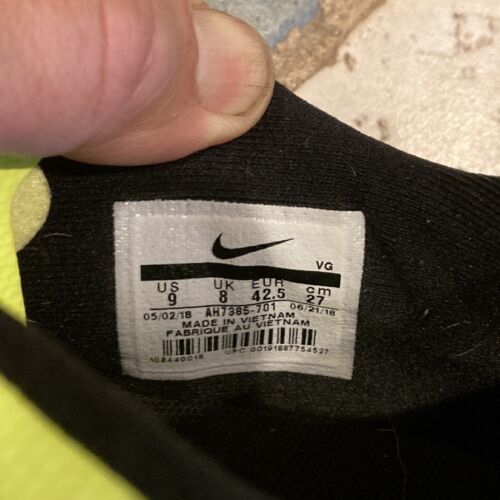 VG
US UK EUR cm
9 8 42.5 27
05/02/18 AH7385-701 06/21/18
MADE IN VIETNAM
FABRIQUE AU VIETNAM
UPC 00191887754527